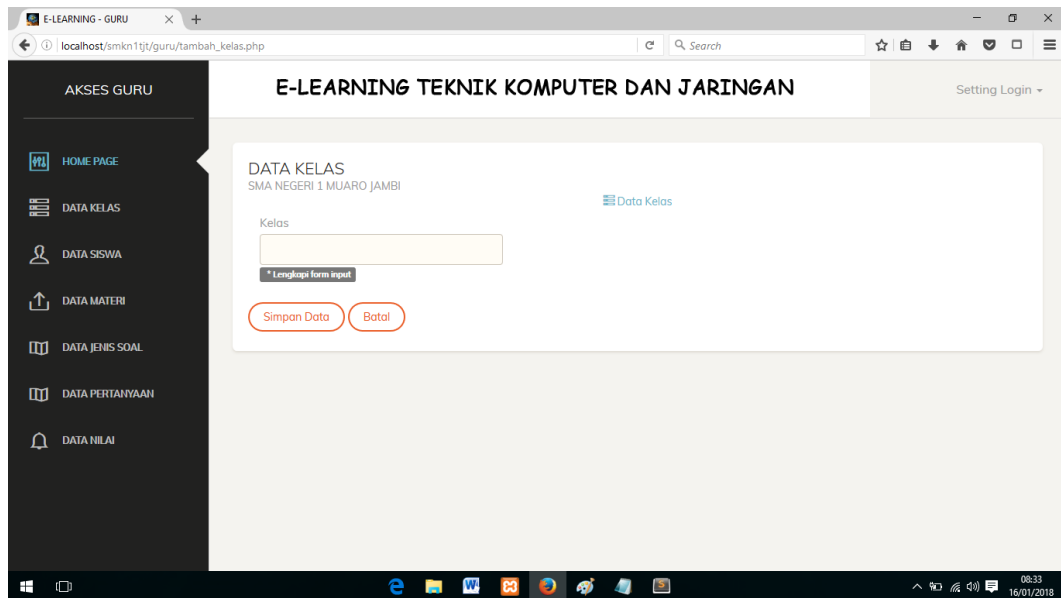 E-LEARNING - GURU
localhost/smkn1tjt/guru/tambah_kelas.php
Search
AKSES GURU
E-LEARNING TEKNIK KOMPUTER DAN JARINGAN
Setting Login
HOME PAGE
DATA KELAS
DATA SISWA
DATA MATERI
DATA JENIS SOAL
DATA PERTANYAAN
DATA NILAI
DATA KELAS
SMA NEGERI 1 MUARO JAMBI
Data Kelas
Kelas
* Lengkapi form input
Simpan Data
Batal
08:33
16/01/2018